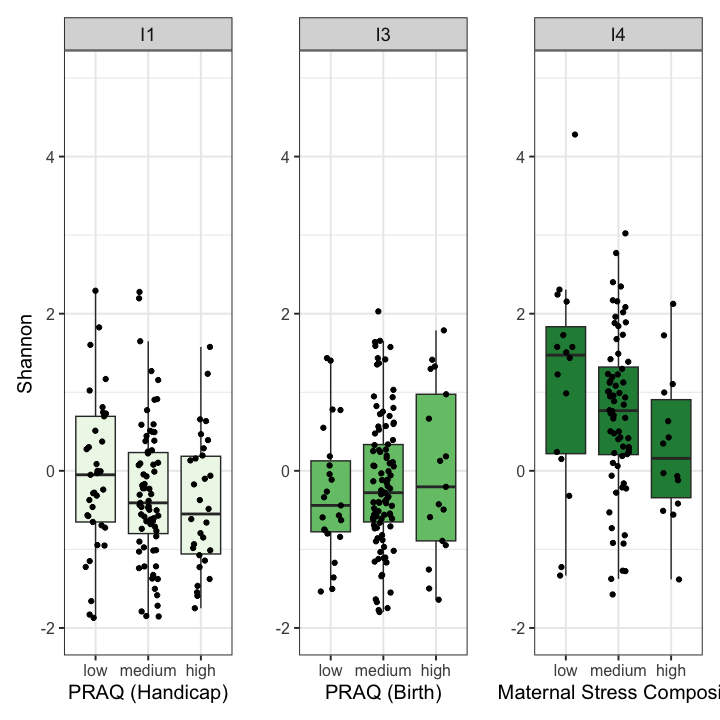 I1
I3
I4
Shannon
4
2
0
-2
4
2
0
-2
4
2
0
-2
low medium high
low medium high
low medium high
PRAQ (Handicap)
PRAQ (Birth)
Maternal Stress Composi